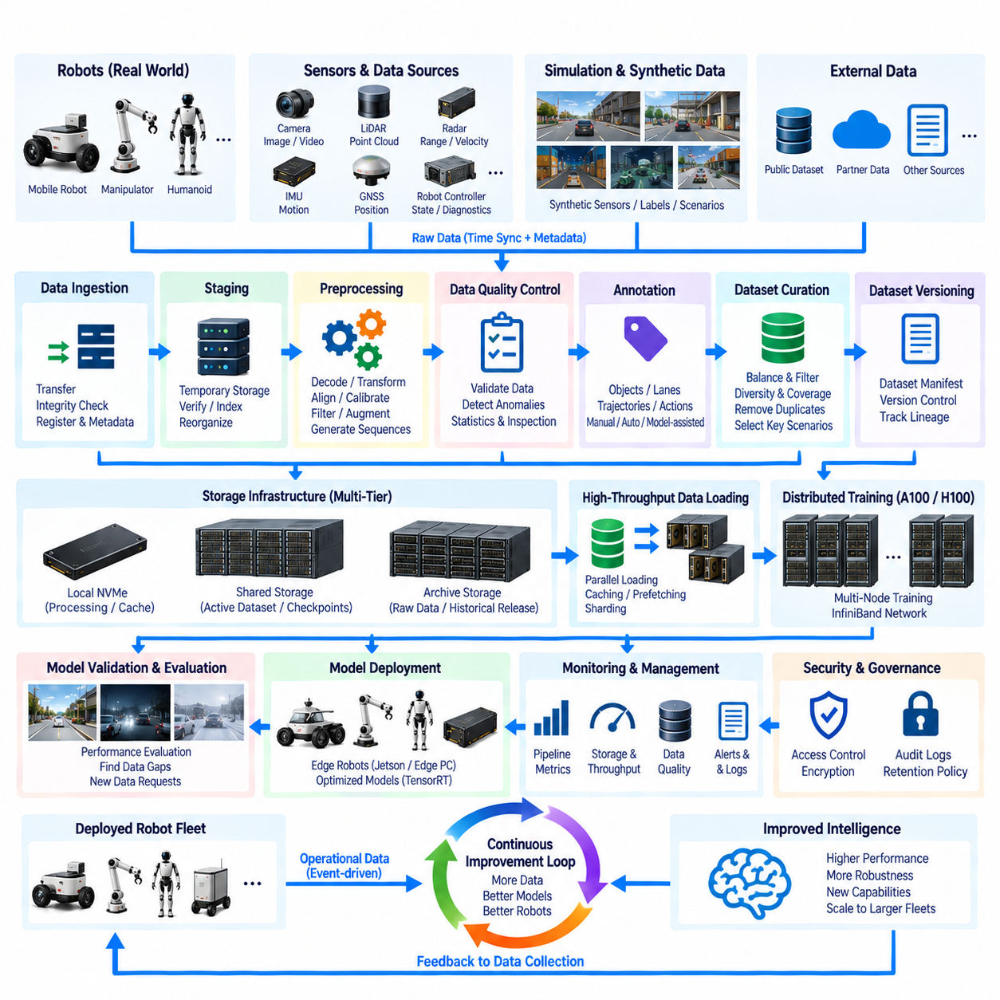 Robots (Real World)
Mobile Robot
Manipulator
Humanoid
...
Sensors & Data Sources
Camera
Image / Video
LiDAR
Point Cloud
Radar
Range / Velocity
IMU
Motion
GNSS
Position
Robot Controller
State / Diagnostics
...
Simulation & Synthetic Data
Synthetic Sensors / Labels / Scenarios
External Data
Public Dataset
Partner Data
Other Sources
...
Raw Data (Time Sync + Metadata)
Data Ingestion
Transfer
Integrity Check
Register & Metadata
Staging
Temporary Storage
Verify / Index
Reorganize
Preprocessing
Decode / Transform
Align / Calibrate
Filter / Augment
Generate Sequences
Data Quality Control
Validate Data
Detect Anomalies
Statistics & Inspection
Annotation
Objects / Lanes
Trajectories / Actions
Manual / Auto / Model-assisted
Dataset Curation
Balance & Filter
Diversity & Coverage
Remove Duplicates
Select Key Scenarios
Dataset Versioning
Dataset Manifest
Version Control
Track Lineage
Storage Infrastructure (Multi-Tier)
Local NVMe
(Processing / Cache)
Shared Storage
(Active Dataset / Checkpoints)
Archive Storage
(Raw Data / Historical Release)
High-Throughput Data Loading
Parallel Loading
Caching / Prefetching
Sharding
Distributed Training (A100 / H100)
...
Multi-Node Training
InfiniBand Network
Model Validation & Evaluation
Performance Evaluation
Find Data Gaps
New Data Requests
Model Deployment
Edge Robots (Jetson / Edge PC)
Optimized Models (TensorRT)
Monitoring & Management
Pipeline
Metrics
Storage &
Throughput
Data
Quality
Alerts &
& Logs
Security & Governance
Access Control
Encryption
Audit Logs
Retention Policy
Deployed Robot Fleet
...
Operational Data
(Event-driven)
Continuous
Improvement Loop
More Data
Better Models
Better Robots
Improved Intelligence
Higher Performance
More Robustness
New Capabilities
Scale to Larger Fleets
Feedback to Data Collection